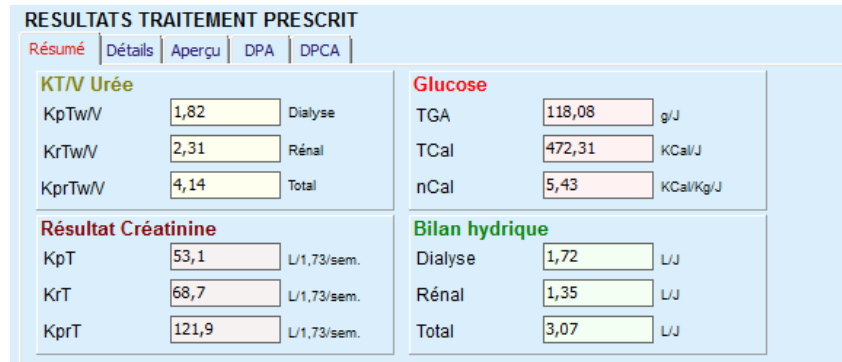 RESULTATS TRAITEMENT PRESCRIT
Résumé Détails Aperçu DPA DPCA
KT/V Urée
KpTw/V 1,82 Dialyse
KrTw/V 2,31 Rénal
KprTw/V 4,14 Total
Glucose
TGA 118,08 g/J
TCal 472,31 KCal/J
nCal 5,43 KCal/Kg/J
Résultat Créatinine
KpT 53,1 L/1,73/sem.
KrT 68,7 L/1,73/sem.
KprT 121,9 L/1,73/sem.
Bilan hydrique
Dialyse 1,72 L/J
Rénal 1,35 L/J
Total 3,07 L/J